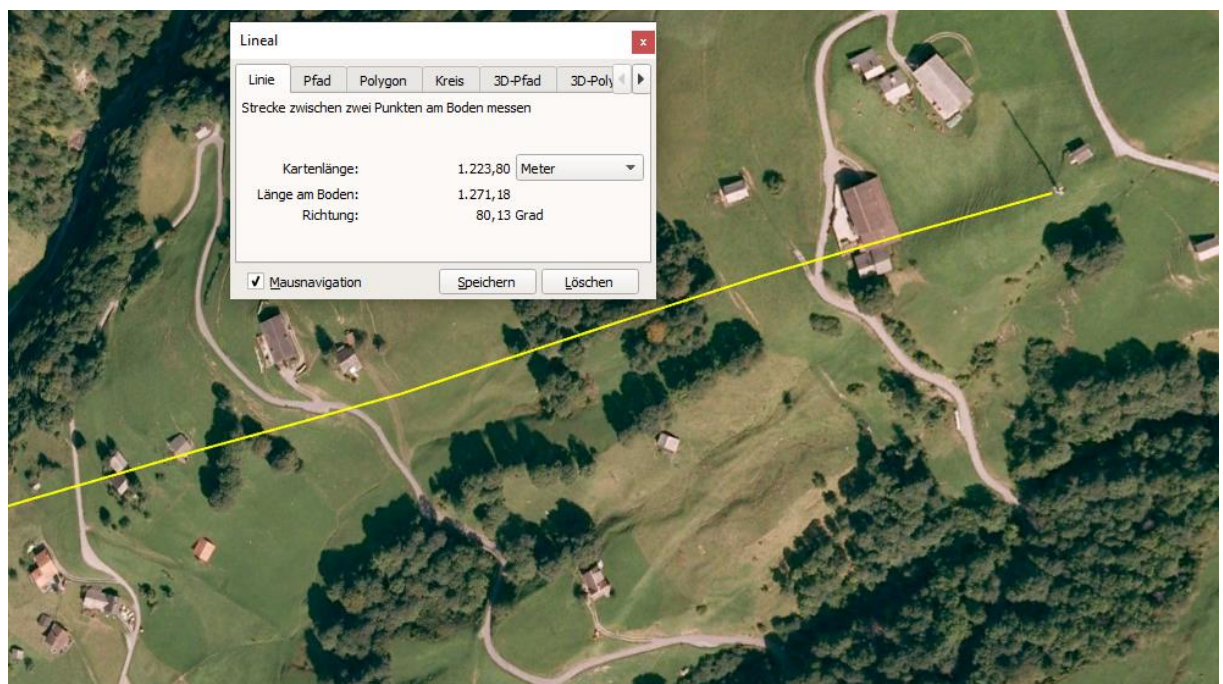 Lineal
Linie Pfad Polygon Kreis 3D-Pfad 3D-Poly
Strecke zwischen zwei Punkten am Boden messen
Kartenlänge: 1.223,80 Meter
Länge am Boden: 1.271,18
Richtung: 80,13 Grad
Mausnavigation Speichern Löschen